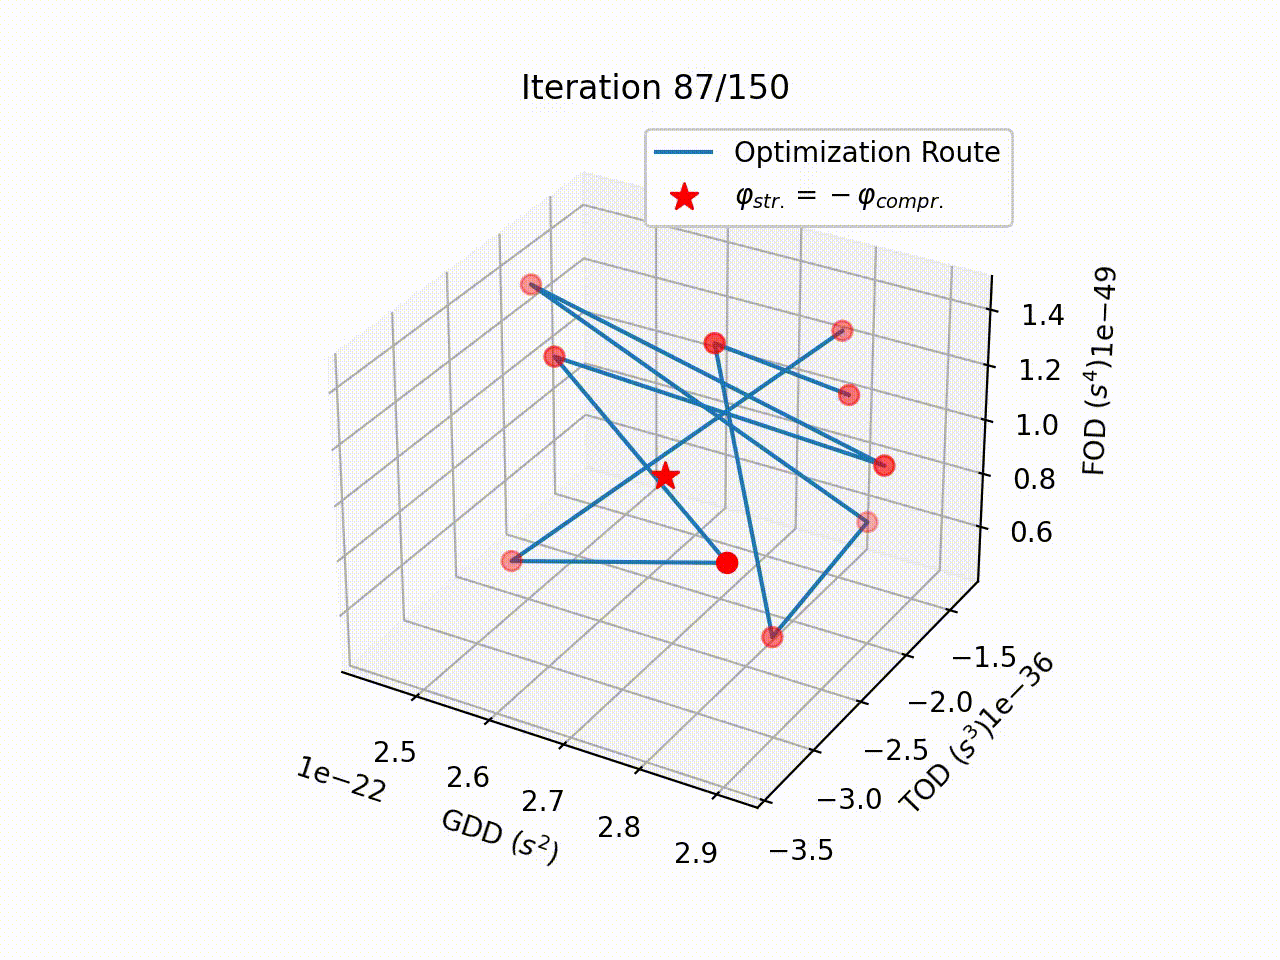 Iteration 87/150
Optimization Route
φstr. = −φcompr.
1.4
1.2
1.0
0.8
0.6
FOD (s⁴)1e−49
−1.5
−2.0
−2.5
−3.0
−3.5
TOD (s³)1e−36
2.5
2.6
2.7
2.8
2.9
1e−22
GDD (s²)